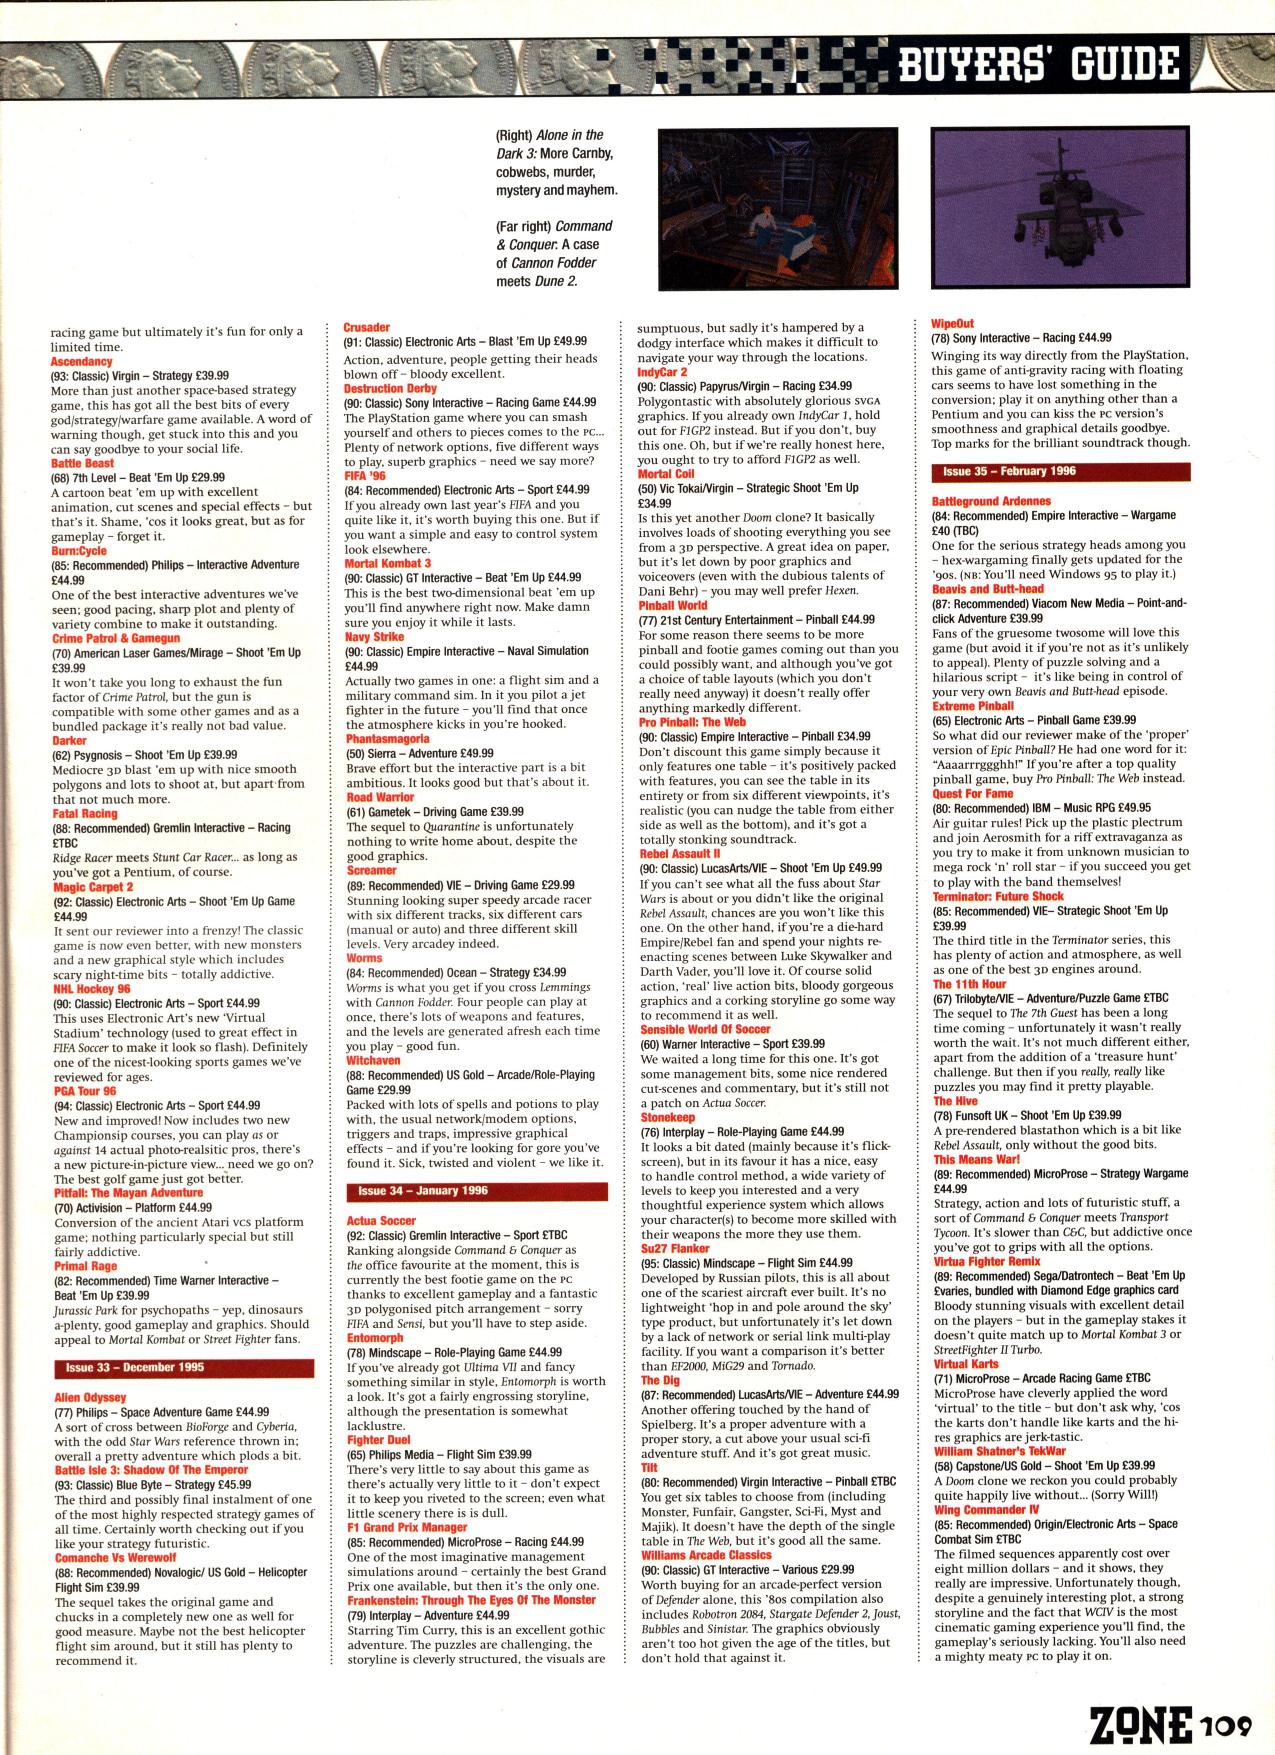 BUYERS' GUIDE
(Right) Alone in the
Dark 3: More Carnby,
cobwebs, murder,
mystery and mayhem.
(Far right) Command
& Conquer. A case
of Cannon Fodder
meets Dune 2.
racing game but ultimately it's fun for only a
limited time.
Ascendancy
(93: Classic) Virgin – Strategy £39.99
More than just another space-based strategy
game, this has got all the best bits of every
god/strategy/warfare game available. A word of
warning though, get stuck into this and you
can say goodbye to your social life.
Battle Beast
(68) 7th Level – Beat 'Em Up £29.99
A cartoon beat 'em up with excellent
animation, cut scenes and special effects – but
that's it. Shame, 'cos it looks great, but as for
gameplay – forget it.
Burn:Cycle
(85: Recommended) Philips – Interactive Adventure
£44.99
One of the best interactive adventures we've
seen; good pacing, sharp plot and plenty of
variety combine to make it outstanding.
Crime Patrol & Gamegun
(70) American Laser Games/Mirage – Shoot 'Em Up
£39.99
It won't take you long to exhaust the fun
factor of Crime Patrol, but the gun is
compatible with some other games and as a
bundled package it's really not bad value.
Darker
(62) Psygnosis – Shoot 'Em Up £39.99
Mediocre 3D blast 'em up with nice smooth
polygons and lots to shoot at, but apart from
that not much more.
Fatal Racing
(88: Recommended) Gremlin Interactive – Racing
£TBC
Ridge Racer meets Stunt Car Racer... as long as
you've got a Pentium, of course.
Magic Carpet 2
(92: Classic) Electronic Arts – Shoot 'Em Up Game
£44.99
It sent our reviewer into a frenzy! The classic
game is now even better, with new monsters
and a new graphical style which includes
scary night-time bits – totally addictive.
NHL Hockey 96
(90: Classic) Electronic Arts – Sport £44.99
This uses Electronic Art's new 'Virtual
Stadium' technology (used to great effect in
FIFA Soccer to make it look so flash). Definitely
one of the nicest-looking sports games we've
reviewed for ages.
PGA Tour 96
(94: Classic) Electronic Arts – Sport £44.99
New and improved! Now includes two new
Championsip courses, you can play as or
against 14 actual photo-realsitic pros, there's
a new picture-in-picture view... need we go on?
The best golf game just got better.
Pitfall: The Mayan Adventure
(70) Activision – Platform £44.99
Conversion of the ancient Atari VCS platform
game; nothing particularly special but still
fairly addictive.
Primal Rage
(82: Recommended) Time Warner Interactive –
Beat 'Em Up £39.99
Jurassic Park for psychopaths – yep, dinosaurs
a-plenty, good gameplay and graphics. Should
appeal to Mortal Kombat or Street Fighter fans.
Issue 33 – December 1995
Alien Odyssey
(77) Philips – Space Adventure Game £44.99
A sort of cross between BioForge and Cyberia,
with the odd Star Wars reference thrown in;
overall a pretty adventure which plods a bit.
Battle Isle 3: Shadow Of The Emperor
(93: Classic) Blue Byte – Strategy £45.99
The third and possibly final instalment of one
of the most highly respected strategy games of
all time. Certainly worth checking out if you
like your strategy futuristic.
Comanche Vs Werewolf
(88: Recommended) Novalogic/ US Gold – Helicopter
Flight Sim £39.99
The sequel takes the original game and
chucks in a completely new one as well for
good measure. Maybe not the best helicopter
flight sim around, but it still has plenty to
recommend it.
Crusader
(91: Classic) Electronic Arts – Blast 'Em Up £49.99
Action, adventure, people getting their heads
blown off – bloody excellent.
Destruction Derby
(90: Classic) Sony Interactive – Racing Game £44.99
The PlayStation game where you can smash
yourself and others to pieces comes to the PC...
Plenty of network options, five different ways
to play, superb graphics – need we say more?
FIFA '96
(84: Recommended) Electronic Arts – Sport £44.99
If you already own last year's FIFA and you
quite like it, it's worth buying this one. But if
you want a simple and easy to control system
look elsewhere.
Mortal Kombat 3
(90: Classic) GT Interactive – Beat 'Em Up £44.99
This is the best two-dimensional beat 'em up
you'll find anywhere right now. Make damn
sure you enjoy it while it lasts.
Navy Strike
(90: Classic) Empire Interactive – Naval Simulation
£44.99
Actually two games in one: a flight sim and a
military command sim. In it you pilot a jet
fighter in the future – you'll find that once
the atmosphere kicks in you're hooked.
Phantasmagoria
(50) Sierra – Adventure £49.99
Brave effort but the interactive part is a bit
ambitious. It looks good but that's about it.
Road Warrior
(61) Gametek – Driving Game £39.99
The sequel to Quarantine is unfortunately
nothing to write home about, despite the
good graphics.
Screamer
(89: Recommended) VIE – Driving Game £29.99
Stunning looking super speedy arcade racer
with six different tracks, six different cars
(manual or auto) and three different skill
levels. Very arcadey indeed.
Worms
(84: Recommended) Ocean – Strategy £34.99
Worms is what you get if you cross Lemmings
with Cannon Fodder. Four people can play at
once, there's lots of weapons and features,
and the levels are generated afresh each time
you play – good fun.
Witchaven
(88: Recommended) US Gold – Arcade/Role-Playing
Game £29.99
Packed with lots of spells and potions to play
with, the usual network/modem options,
triggers and traps, impressive graphical
effects – and if you're looking for gore you've
found it. Sick, twisted and violent – we like it.
Issue 34 – January 1996
Actua Soccer
(92: Classic) Gremlin Interactive – Sport £TBC
Ranking alongside Command & Conquer as
the office favourite at the moment, this is
currently the best footie game on the PC
thanks to excellent gameplay and a fantastic
3D polygonised pitch arrangement – sorry
FIFA and Sensi, but you'll have to step aside.
Entomorph
(78) Mindscape – Role-Playing Game £44.99
If you've already got Ultima VII and fancy
something similar in style, Entomorph is worth
a look. It's got a fairly engrossing storyline,
although the presentation is somewhat
lacklustre.
Fighter Duel
(65) Philips Media – Flight Sim £39.99
There's very little to say about this game as
there's actually very little to it – don't expect
it to keep you riveted to the screen; even what
little scenery there is is dull.
F1 Grand Prix Manager
(85: Recommended) MicroProse – Racing £44.99
One of the most imaginative management
simulations around – certainly the best Grand
Prix one available, but then it's the only one.
Frankenstein: Through The Eyes Of The Monster
(79) Interplay – Adventure £44.99
Starring Tim Curry, this is an excellent gothic
adventure. The puzzles are challenging, the
storyline is cleverly structured, the visuals are
sumptuous, but sadly it's hampered by a
dodgy interface which makes it difficult to
navigate your way through the locations.
IndyCar 2
(90: Classic) Papyrus/Virgin – Racing £34.99
Polygontastic with absolutely glorious SVGA
graphics. If you already own IndyCar 1, hold
out for F1GP2 instead. But if you don't, buy
this one. Oh, but if we're really honest here,
you ought to try to afford F1GP2 as well.
Mortal Coil
(50) Vic Tokai/Virgin – Strategic Shoot 'Em Up
£34.99
Is this yet another Doom clone? It basically
involves loads of shooting everything you see
from a 3D perspective. A great idea on paper,
but it's let down by poor graphics and
voiceovers (even with the dubious talents of
Dani Behr) – you may well prefer Hexen.
Pinball World
(77) 21st Century Entertainment – Pinball £44.99
For some reason there seems to be more
pinball and footie games coming out than you
could possibly want, and although you've got
a choice of table layouts (which you don't
really need anyway) it doesn't really offer
anything markedly different.
Pro Pinball: The Web
(90: Classic) Empire Interactive – Pinball £34.99
Don't discount this game simply because it
only features one table – it's positively packed
with features, you can see the table in its
entirety or from six different viewpoints, it's
realistic (you can nudge the table from either
side as well as the bottom), and it's got a
totally stonking soundtrack.
Rebel Assault II
(90: Classic) LucasArts/VIE – Shoot 'Em Up £49.99
If you can't see what all the fuss about Star
Wars is about or you didn't like the original
Rebel Assault, chances are you won't like this
one. On the other hand, if you're a die-hard
Empire/Rebel fan and spend your nights re-
enacting scenes between Luke Skywalker and
Darth Vader, you'll love it. Of course solid
action, 'real' live action bits, bloody gorgeous
graphics and a corking storyline go some way
to recommend it as well.
Sensible World Of Soccer
(60) Warner Interactive – Sport £39.99
We waited a long time for this one. It's got
some management bits, some nice rendered
cut-scenes and commentary, but it's still not
a patch on Actua Soccer.
Stonekeep
(76) Interplay – Role-Playing Game £44.99
It looks a bit dated (mainly because it's flick-
screen), but in its favour it has a nice, easy
to handle control method, a wide variety of
levels to keep you interested and a very
thoughtful experience system which allows
your character(s) to become more skilled with
their weapons the more they use them.
Su27 Flanker
(95: Classic) Mindscape – Flight Sim £44.99
Developed by Russian pilots, this is all about
one of the scariest aircraft ever built. It's no
lightweight 'hop in and pole around the sky'
type product, but unfortunately it's let down
by a lack of network or serial link multi-play
facility. If you want a comparison it's better
than EF2000, MiG29 and Tornado.
The Dig
(87: Recommended) LucasArts/VIE – Adventure £44.99
Another offering touched by the hand of
Spielberg. It's a proper adventure with a
proper story, a cut above your usual sci-fi
adventure stuff. And it's got great music.
Tilt
(80: Recommended) Virgin Interactive – Pinball £TBC
You get six tables to choose from (including
Monster, Funfair, Gangster, Sci-Fi, Myst and
Majik). It doesn't have the depth of the single
table in The Web, but it's good all the same.
Williams Arcade Classics
(90: Classic) GT Interactive – Various £29.99
Worth buying for an arcade-perfect version
of Defender alone, this '80s compilation also
includes Robotron 2084, Stargate Defender 2, Joust,
Bubbles and Sinistar. The graphics obviously
aren't too hot given the age of the titles, but
don't hold that against it.
WipeOut
(78) Sony Interactive – Racing £44.99
Winging its way directly from the PlayStation,
this game of anti-gravity racing with floating
cars seems to have lost something in the
conversion; play it on anything other than a
Pentium and you can kiss the PC version's
smoothness and graphical details goodbye.
Top marks for the brilliant soundtrack though.
Issue 35 – February 1996
Battleground Ardennes
(84: Recommended) Empire Interactive – Wargame
£40 (TBC)
One for the serious strategy heads among you
– hex-wargaming finally gets updated for the
'90s. (NB: You'll need Windows 95 to play it.)
Beavis and Butt-head
(87: Recommended) Viacom New Media – Point-and-
click Adventure £39.99
Fans of the gruesome twosome will love this
game (but avoid it if you're not as it's unlikely
to appeal). Plenty of puzzle solving and a
hilarious script – it's like being in control of
your very own Beavis and Butt-head episode.
Extreme Pinball
(65) Electronic Arts – Pinball Game £39.99
So what did our reviewer make of the 'proper'
version of Epic Pinball? He had one word for it:
"Aaaarrrggghh!" If you're after a top quality
pinball game, buy Pro Pinball: The Web instead.
Quest For Fame
(80: Recommended) IBM – Music RPG £49.95
Air guitar rules! Pick up the plastic plectrum
and join Aerosmith for a riff extravaganza as
you try to make it from unknown musician to
mega rock 'n' roll star – if you succeed you get
to play with the band themselves!
Terminator: Future Shock
(85: Recommended) VIE– Strategic Shoot 'Em Up
£39.99
The third title in the Terminator series, this
has plenty of action and atmosphere, as well
as one of the best 3D engines around.
The 11th Hour
(67) Trilobyte/VIE – Adventure/Puzzle Game £TBC
The sequel to The 7th Guest has been a long
time coming – unfortunately it wasn't really
worth the wait. It's not much different either,
apart from the addition of a 'treasure hunt'
challenge. But then if you really, really like
puzzles you may find it pretty playable.
The Hive
(78) Funsoft UK – Shoot 'Em Up £39.99
A pre-rendered blastathon which is a bit like
Rebel Assault, only without the good bits.
This Means War!
(89: Recommended) MicroProse – Strategy Wargame
£44.99
Strategy, action and lots of futuristic stuff, a
sort of Command & Conquer meets Transport
Tycoon. It's slower than C&C, but addictive once
you've got to grips with all the options.
Virtua Fighter Remix
(89: Recommended) Sega/Datrontech – Beat 'Em Up
£varies, bundled with Diamond Edge graphics card
Bloody stunning visuals with excellent detail
on the players – but in the gameplay stakes it
doesn't quite match up to Mortal Kombat 3 or
StreetFighter II Turbo.
Virtual Karts
(71) MicroProse – Arcade Racing Game £TBC
MicroProse have cleverly applied the word
'virtual' to the title – but don't ask why, 'cos
the karts don't handle like karts and the hi-
res graphics are jerk-tastic.
William Shatner's TekWar
(58) Capstone/US Gold – Shoot 'Em Up £39.99
A Doom clone we reckon you could probably
quite happily live without... (Sorry Will!)
Wing Commander IV
(85: Recommended) Origin/Electronic Arts – Space
Combat Sim £TBC
The filmed sequences apparently cost over
eight million dollars – and it shows, they
really are impressive. Unfortunately though,
despite a genuinely interesting plot, a strong
storyline and the fact that WCIV is the most
cinematic gaming experience you'll find, the
gameplay's seriously lacking. You'll also need
a mighty meaty PC to play it on.
ZONE 109